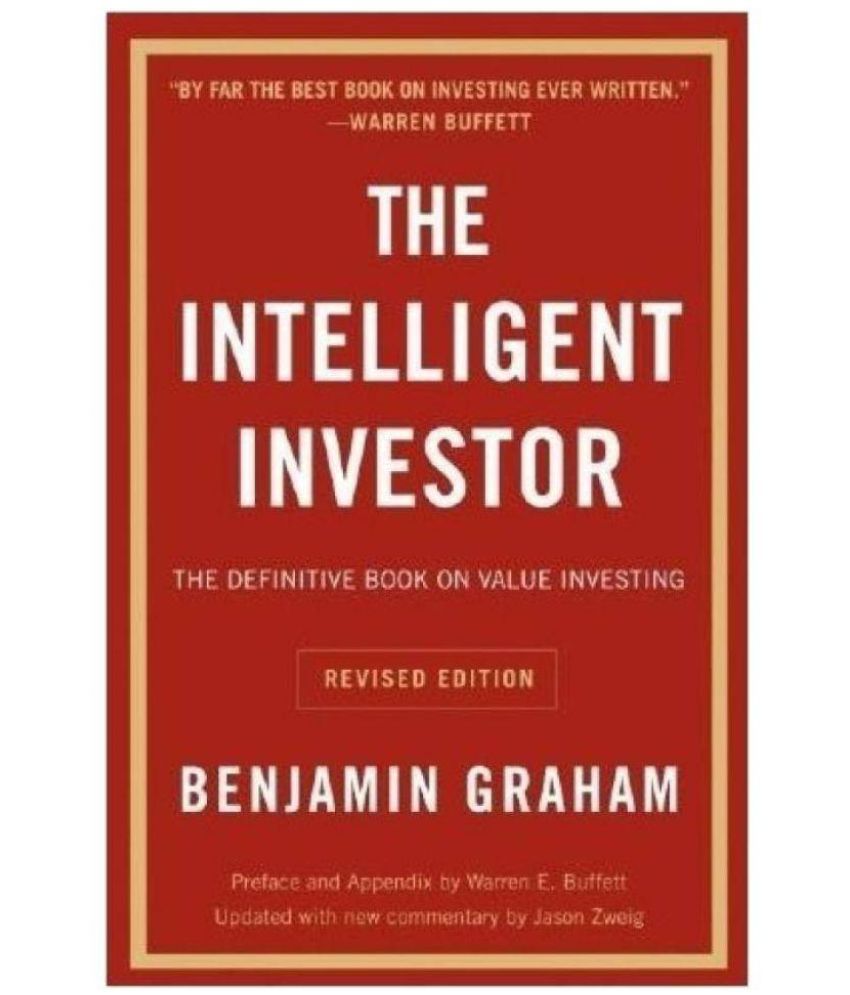 "BY FAR THE BEST BOOK ON INVESTING EVER WRITTEN."
—WARREN BUFFETT
THE
INTELLIGENT
INVESTOR
THE DEFINITIVE BOOK ON VALUE INVESTING
REVISED EDITION
BENJAMIN GRAHAM
Preface and Appendix by Warren E. Buffett
Updated with new commentary by Jason Zweig